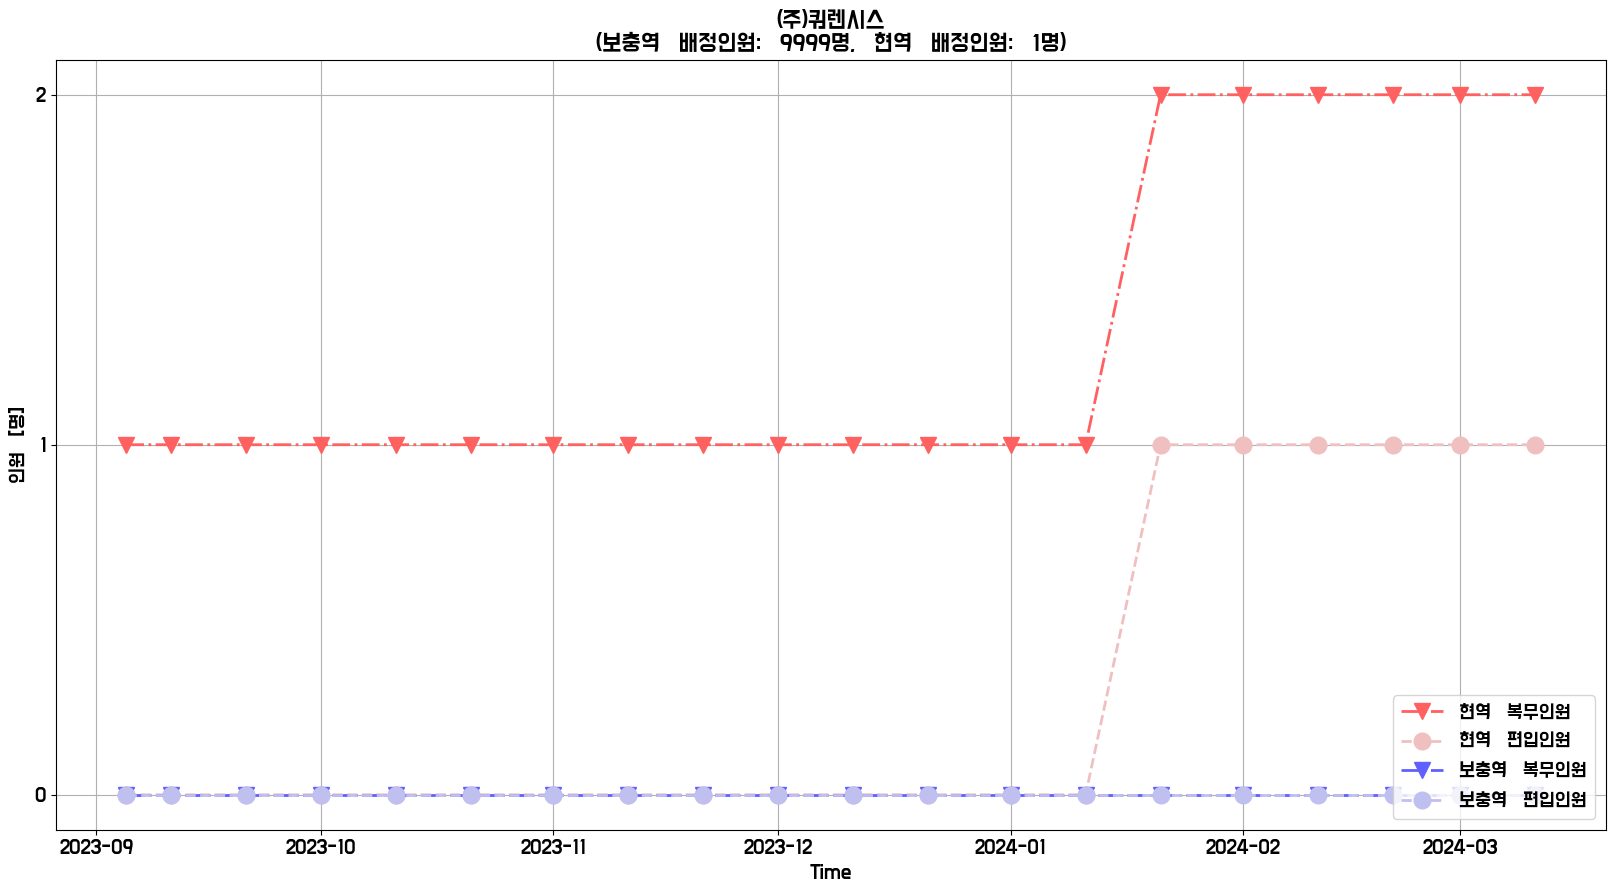 (주)쿼렌시스
(보충역 배정인원: 9999명, 현역 배정인원: 1명)
인원 [명]
2
1
0
현역 복무인원
현역 편입인원
보충역 복무인원
보충역 편입인원
2023-09 2023-10 2023-11 2023-12 2024-01 2024-02 2024-03
Time